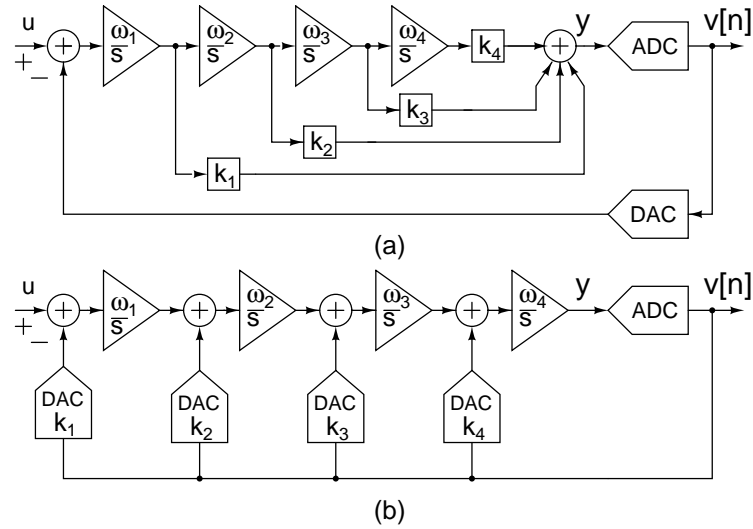 u + − + ω₁/s ω₂/s ω₃/s ω₄/s k₄ + y ADC v[n]
k₃
k₂
k₁
DAC
(a)
u + − + ω₁/s + ω₂/s + ω₃/s + ω₄/s y ADC v[n]
DAC k₁ DAC k₂ DAC k₃ DAC k₄
(b)